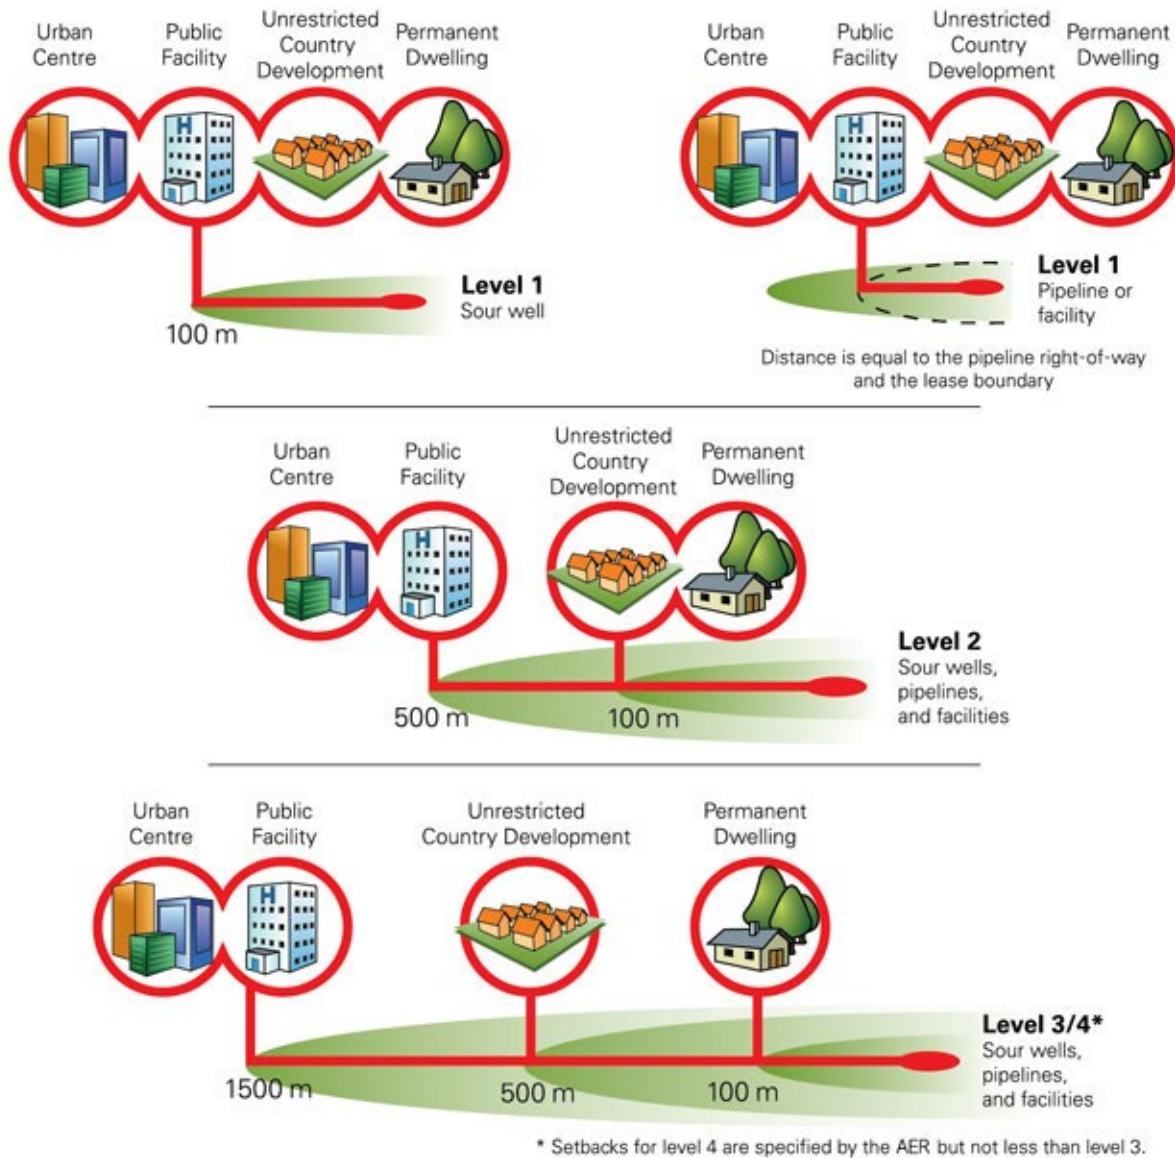 Urban
Centre
Public
Facility
Unrestricted
Country
Development
Permanent
Dwelling
H
100 m
Level 1
Sour well
Urban
Centre
Public
Facility
Unrestricted
Country
Development
Permanent
Dwelling
H
Level 1
Pipeline or
facility
Distance is equal to the pipeline right-of-way
and the lease boundary
Urban
Centre
Public
Facility
Unrestricted
Country
Development
Permanent
Dwelling
H
500 m
100 m
Level 2
Sour wells,
pipelines,
and facilities
Urban
Centre
Public
Facility
Unrestricted
Country Development
Permanent
Dwelling
H
1500 m
500 m
100 m
Level 3/4*
Sour wells,
pipelines,
and facilities
* Setbacks for level 4 are specified by the AER but not less than level 3.